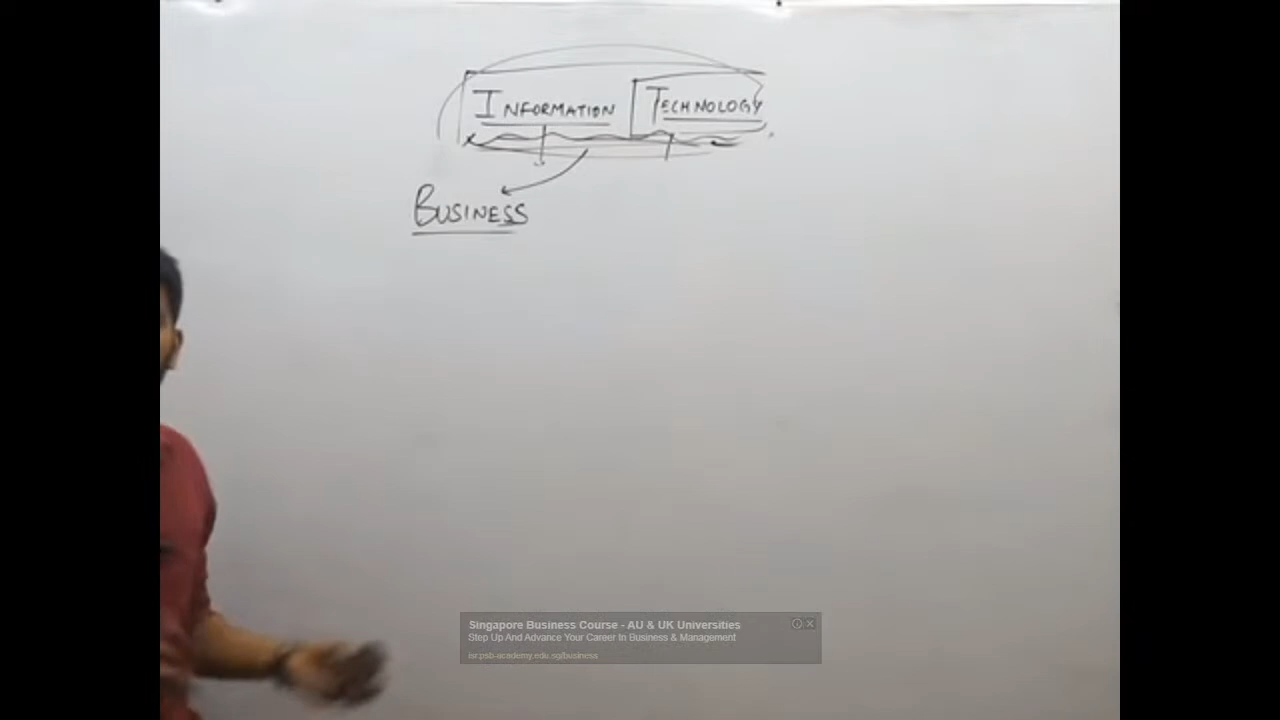 INFORMATION TECHNOLOGY
BUSINESS
Singapore Business Course - AU & UK Universities
Step Up And Advance Your Career In Business & Management
isr.psb-academy.edu.sg/business